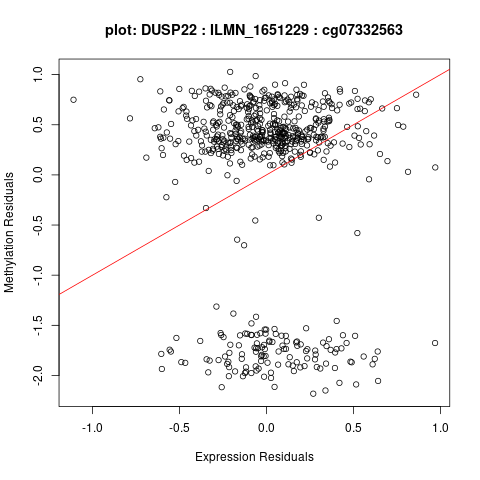 plot: DUSP22 : ILMN_1651229 : cg07332563
1.0
0.5
0.0
-0.5
-1.0
-1.5
-2.0
Methylation Residuals
-1.0 -0.5 0.0 0.5 1.0
Expression Residuals